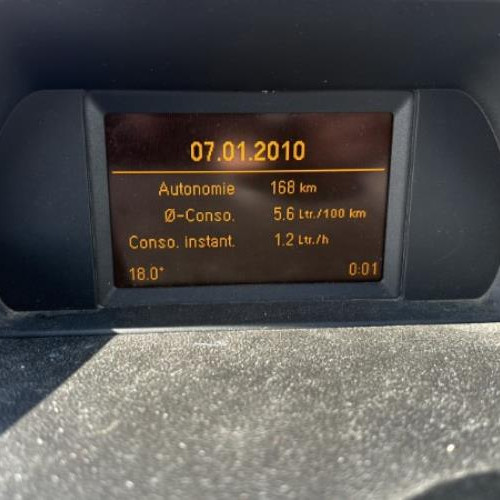 07.01.2010
Autonomie 168 km
Ø-Conso. 5.6 Ltr./100 km
Conso. instant. 1.2 Ltr./h
18.0° 0:01